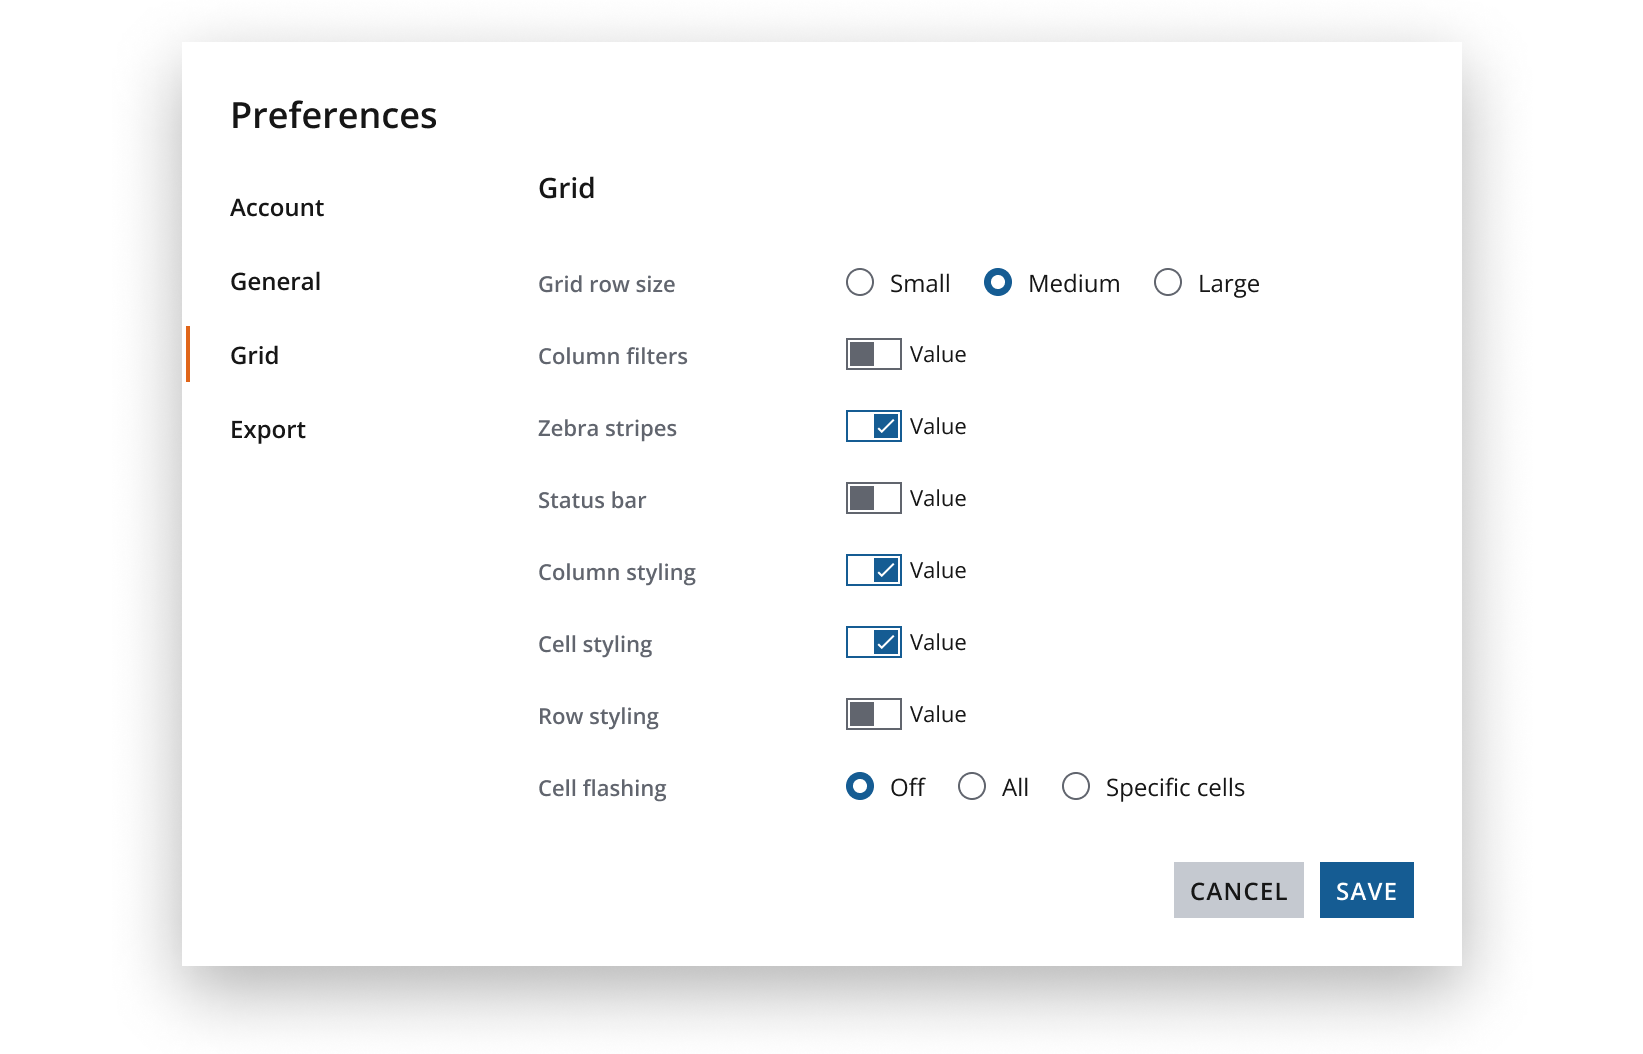 Preferences
Account
General
Grid
Export
Grid
Grid row size Small Medium Large
Column filters Value
Zebra stripes Value
Status bar Value
Column styling Value
Cell styling Value
Row styling Value
Cell flashing Off All Specific cells
CANCEL SAVE